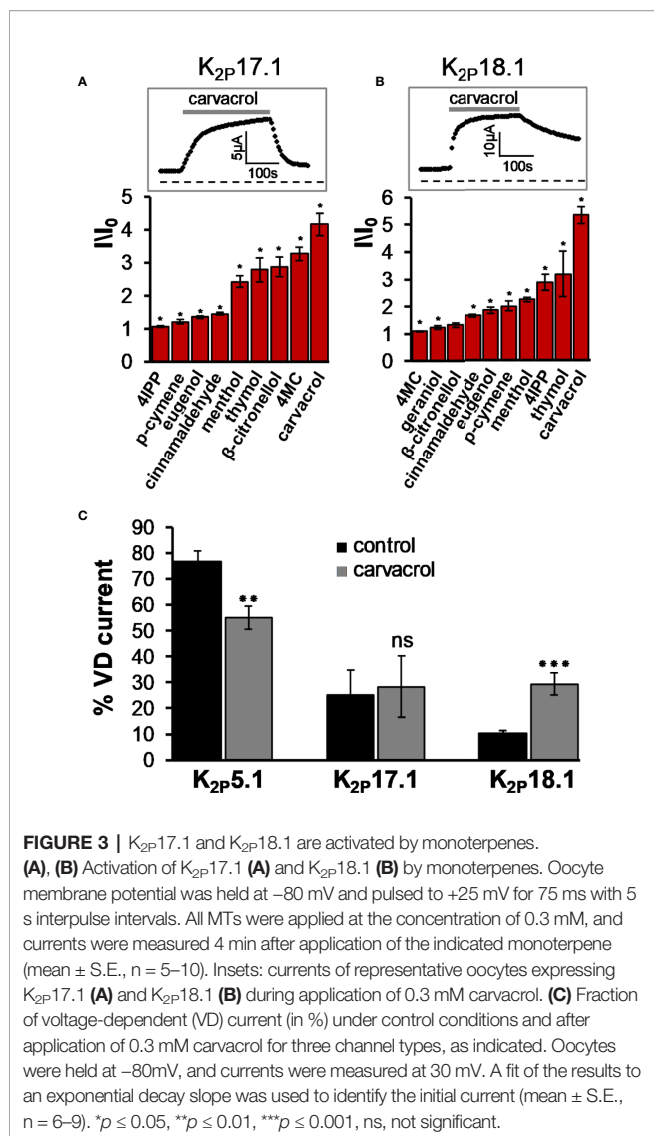 A
K2P17.1
carvacrol
5µA
100s
I\I0
5
4
3
2
1
0
* * * * * * * * *
4IPP
p-cymene
eugenol
cinnamaldehyde
menthol
thymol
β-citronellol
4MC
carvacrol
B
K2P18.1
carvacrol
10µA
100s
I\I0
6
5
4
3
2
1
0
* * * * * * * * *
4MC
geraniol
β-citronellol
cinnamaldehyde
eugenol
p-cymene
menthol
4IPP
thymol
carvacrol
C
% VD current
90
80
70
60
50
40
30
20
10
0
control
carvacrol
**
ns
***
K2P5.1
K2P17.1
K2P18.1
FIGURE 3 | K2P17.1 and K2P18.1 are activated by monoterpenes.
(A), (B) Activation of K2P17.1 (A) and K2P18.1 (B) by monoterpenes. Oocyte
membrane potential was held at −80 mV and pulsed to +25 mV for 75 ms with 5
s interpulse intervals. All MTs were applied at the concentration of 0.3 mM, and
currents were measured 4 min after application of the indicated monoterpene
(mean ± S.E., n = 5–10). Insets: currents of representative oocytes expressing
K2P17.1 (A) and K2P18.1 (B) during application of 0.3 mM carvacrol. (C) Fraction
of voltage-dependent (VD) current (in %) under control conditions and after
application of 0.3 mM carvacrol for three channel types, as indicated. Oocytes
were held at −80mV, and currents were measured at 30 mV. A fit of the results to
an exponential decay slope was used to identify the initial current (mean ± S.E.,
n = 6–9). *p ≤ 0.05, **p ≤ 0.01, ***p ≤ 0.001, ns, not significant.